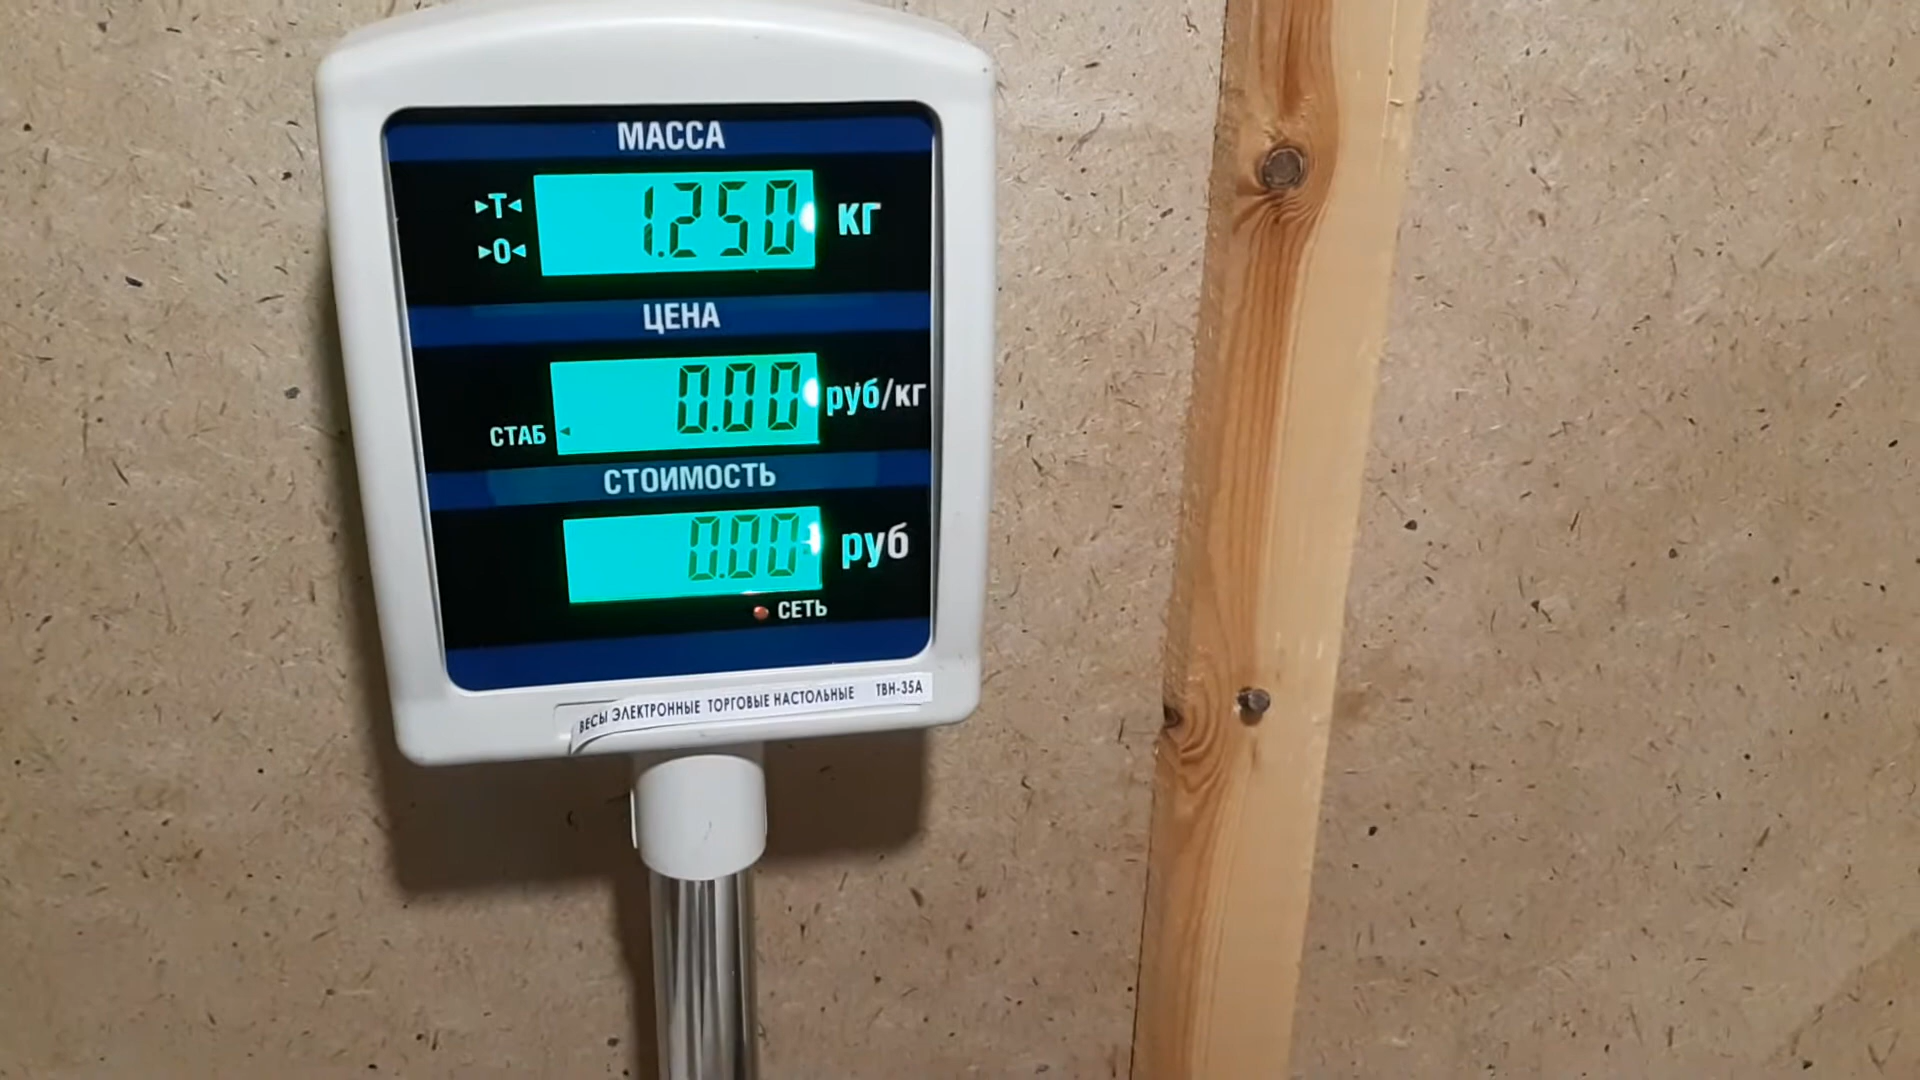 МАССА
►T◄ 1.250 кг
►0◄
ЦЕНА
0.00 руб/кг
СТАБ ◄
СТОИМОСТЬ
0.00 руб
СЕТЬ
ВЕСЫ ЭЛЕКТРОННЫЕ ТОРГОВЫЕ НАСТОЛЬНЫЕ ТВН-35А